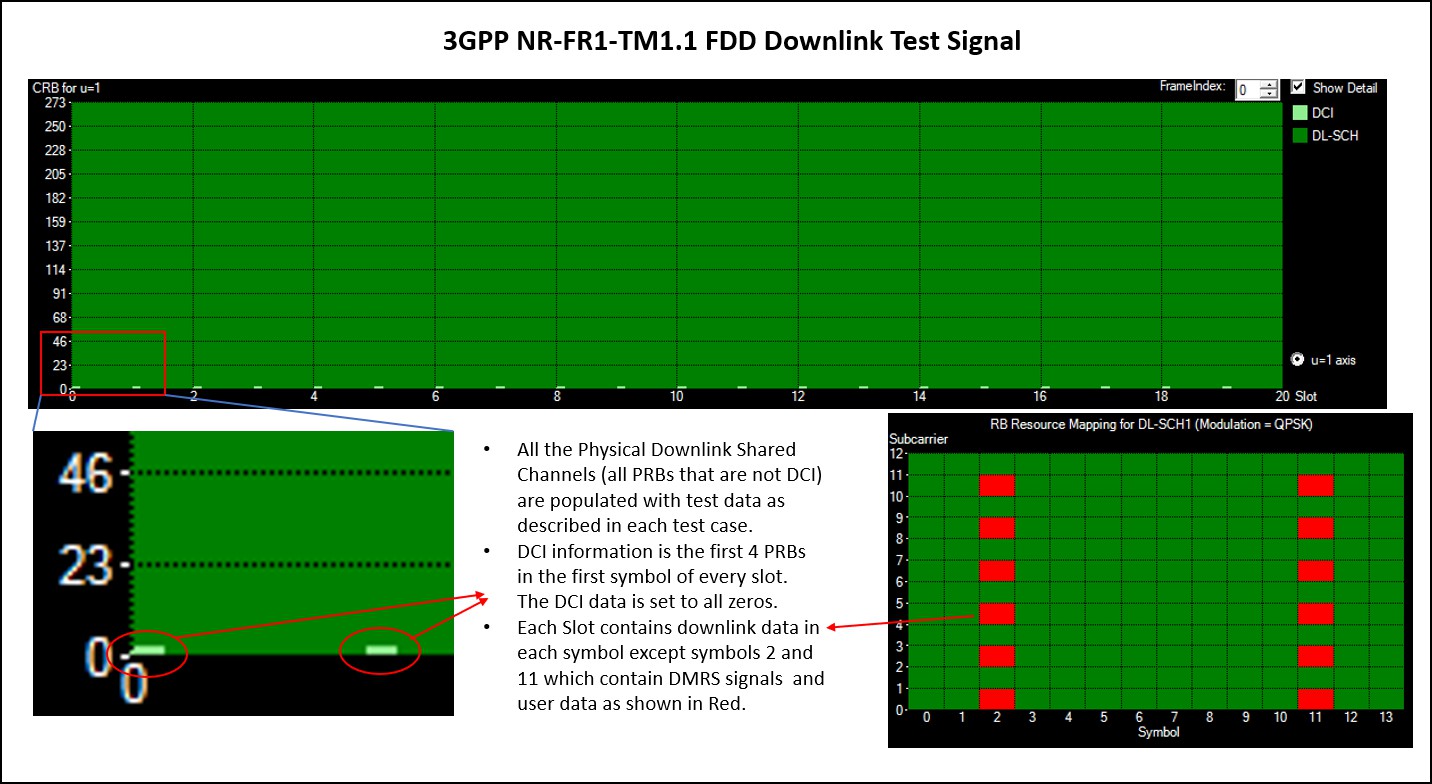 3GPP NR-FR1-TM1.1 FDD Downlink Test Signal
CRB for u=1
FrameIndex: 0 Show Detail
273
250
228
205
182
159
137
114
91
68
46
23
0
DCI
DL-SCH
u=1 axis
0 2 4 6 8 10 12 14 16 18 20 Slot
46
23
0
0
• All the Physical Downlink Shared
Channels (all PRBs that are not DCI)
are populated with test data as
described in each test case.
• DCI information is the first 4 PRBs
in the first symbol of every slot.
The DCI data is set to all zeros.
• Each Slot contains downlink data in
each symbol except symbols 2 and
11 which contain DMRS signals and
user data as shown in Red.
RB Resource Mapping for DL-SCH1 (Modulation = QPSK)
Subcarrier
12
11
10
9
8
7
6
5
4
3
2
1
0
0 1 2 3 4 5 6 7 8 9 10 11 12 13
Symbol